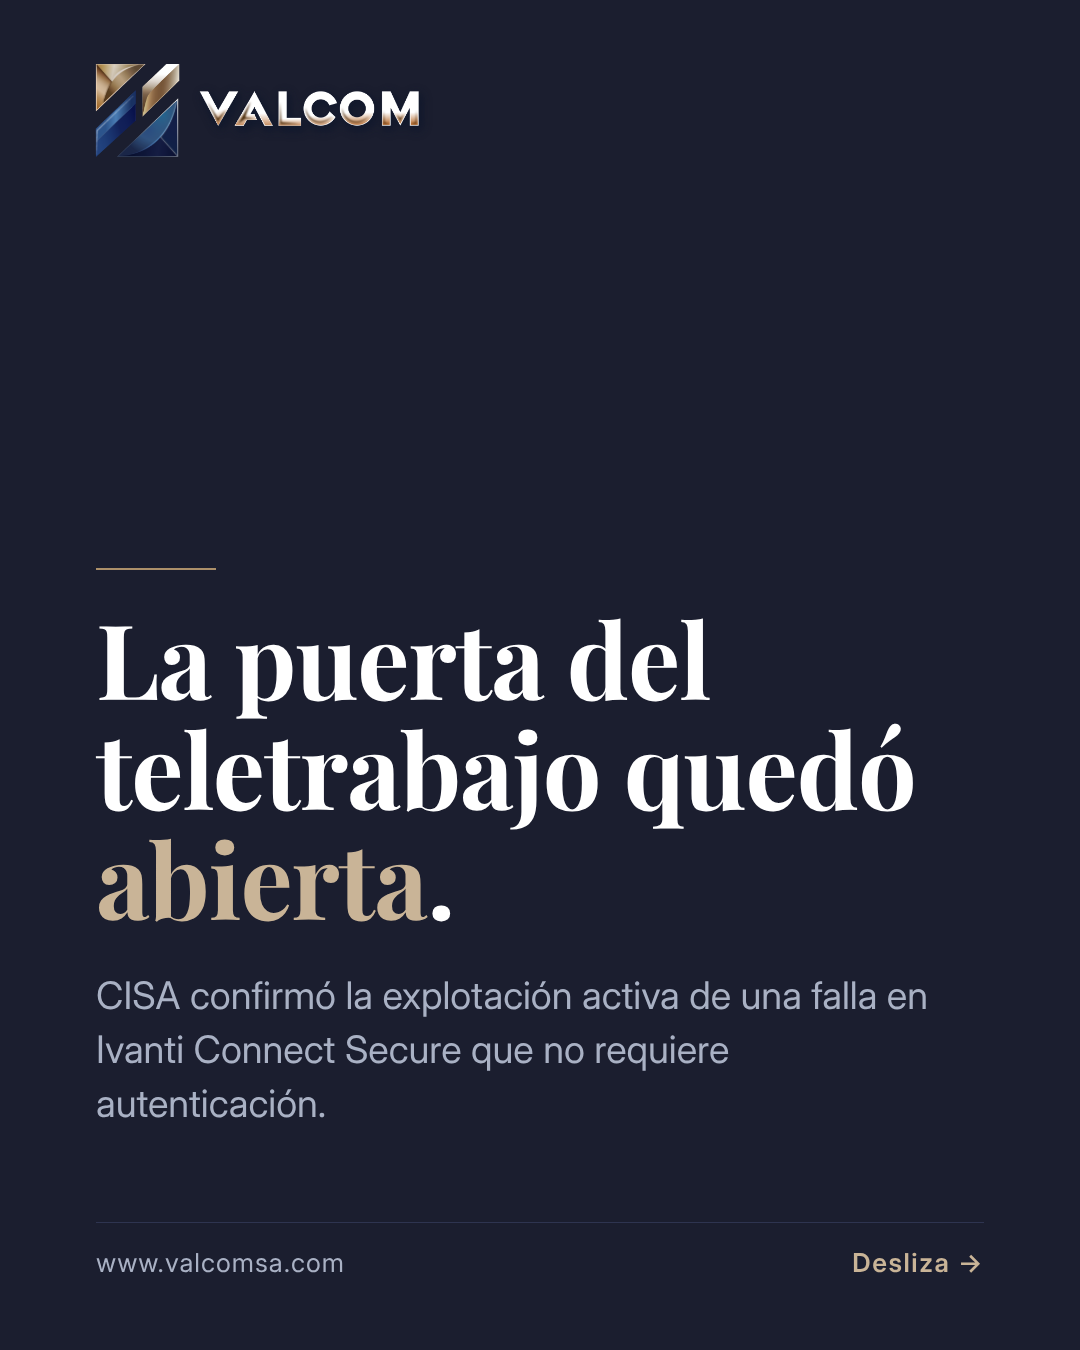 VALCOM
La puerta del
teletrabajo quedó
abierta.
CISA confirmó la explotación activa de una falla en
Ivanti Connect Secure que no requiere
autenticación.
www.valcomsa.com
Desliza →